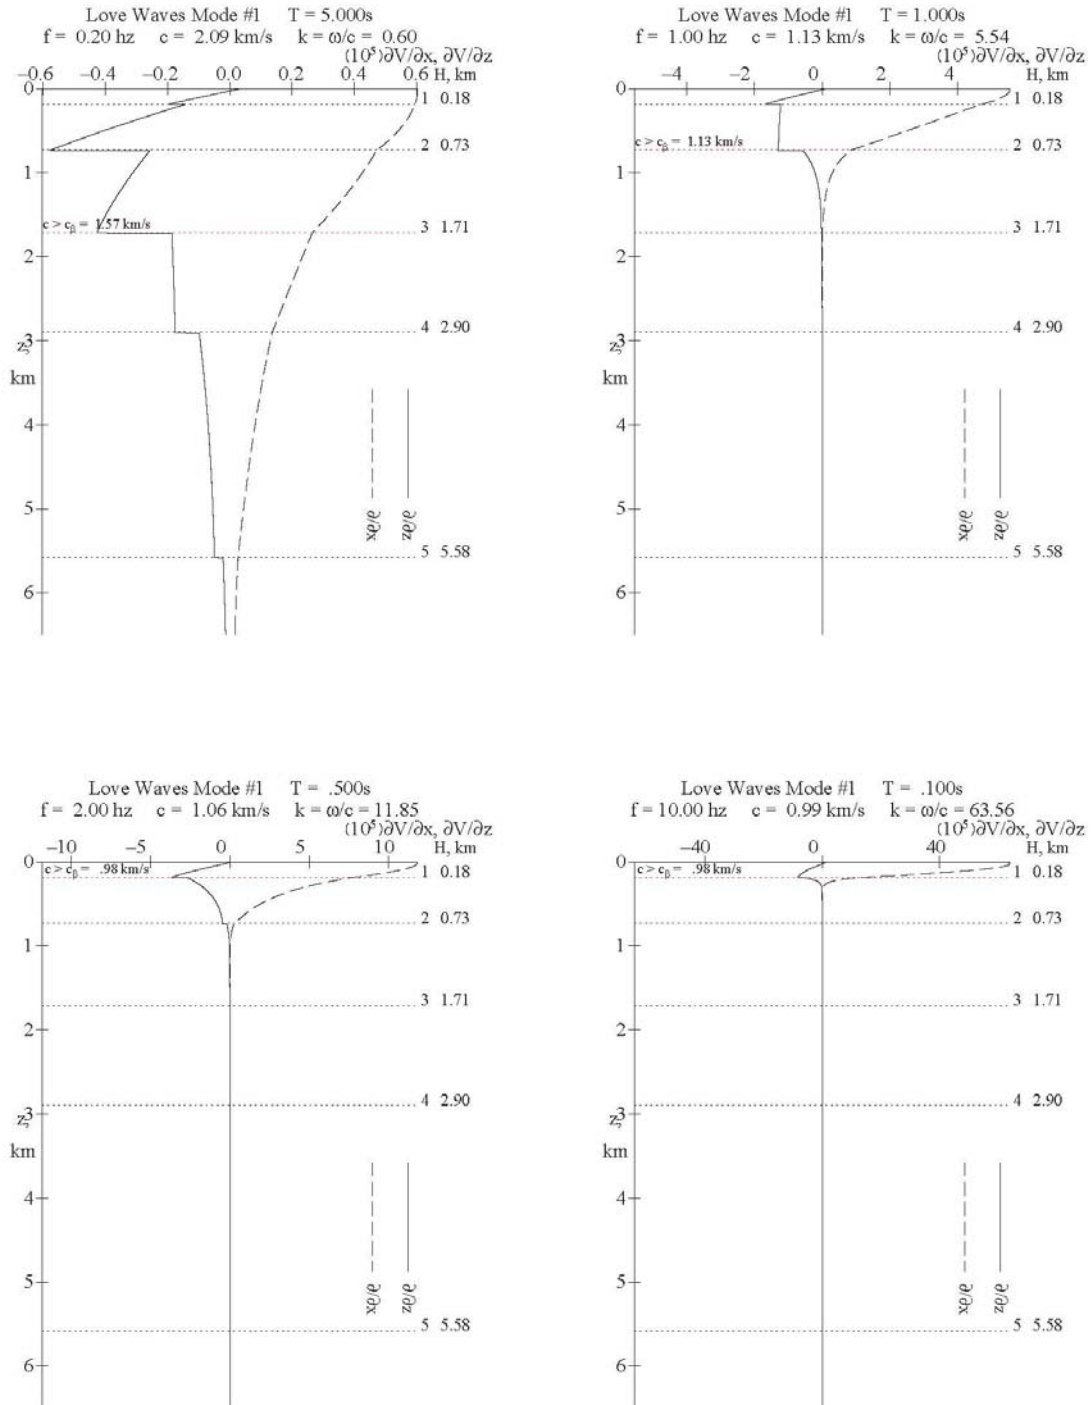 Love Waves Mode #1 T = 5.000s
f = 0.20 hz c = 2.09 km/s k = ω/c = 0.60
(10⁵)∂V/∂x, ∂V/∂z
−0.6 −0.4 −0.2 0.0 0.2 0.4 0.6 H, km
0
1 0.18
2 0.73
1
c > cβ = 1.57 km/s
3 1.71
2
4 2.90
z,
3
km
4
5
∂/∂x
∂/∂z
5 5.58
6
Love Waves Mode #1 T = 1.000s
f = 1.00 hz c = 1.13 km/s k = ω/c = 5.54
(10⁵)∂V/∂x, ∂V/∂z
−4 −2 0 2 4 H, km
0
1 0.18
c > cβ = 1.13 km/s
2 0.73
1
3 1.71
2
4 2.90
z,
3
km
4
5
∂/∂x
∂/∂z
5 5.58
6
Love Waves Mode #1 T = .500s
f = 2.00 hz c = 1.06 km/s k = ω/c = 11.85
(10⁵)∂V/∂x, ∂V/∂z
−10 −5 0 5 10 H, km
0
c > cβ = .98 km/s
1 0.18
2 0.73
1
3 1.71
2
4 2.90
z,
3
km
4
5
∂/∂x
∂/∂z
5 5.58
6
Love Waves Mode #1 T = .100s
f = 10.00 hz c = 0.99 km/s k = ω/c = 63.56
(10⁵)∂V/∂x, ∂V/∂z
−40 0 40 H, km
0
c > cβ = .98 km/s
1 0.18
2 0.73
1
3 1.71
2
4 2.90
z,
3
km
4
5
∂/∂x
∂/∂z
5 5.58
6